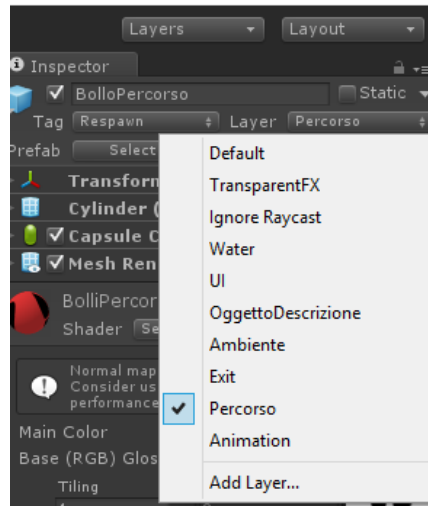 Layers Layout
Inspector
BolloPercorso Static
Tag Respawn Layer Percorso
Prefab Select
Default
Transform
TransparentFX
Cylinder (
Ignore Raycast
Capsule C
Water
Mesh Ren
UI
BolliPercor
OggettoDescrizione
Shader Se
Ambiente
Normal map
Exit
Consider us
performance
Percorso
Main Color
Animation
Base (RGB) Glos
Tiling
Add Layer...